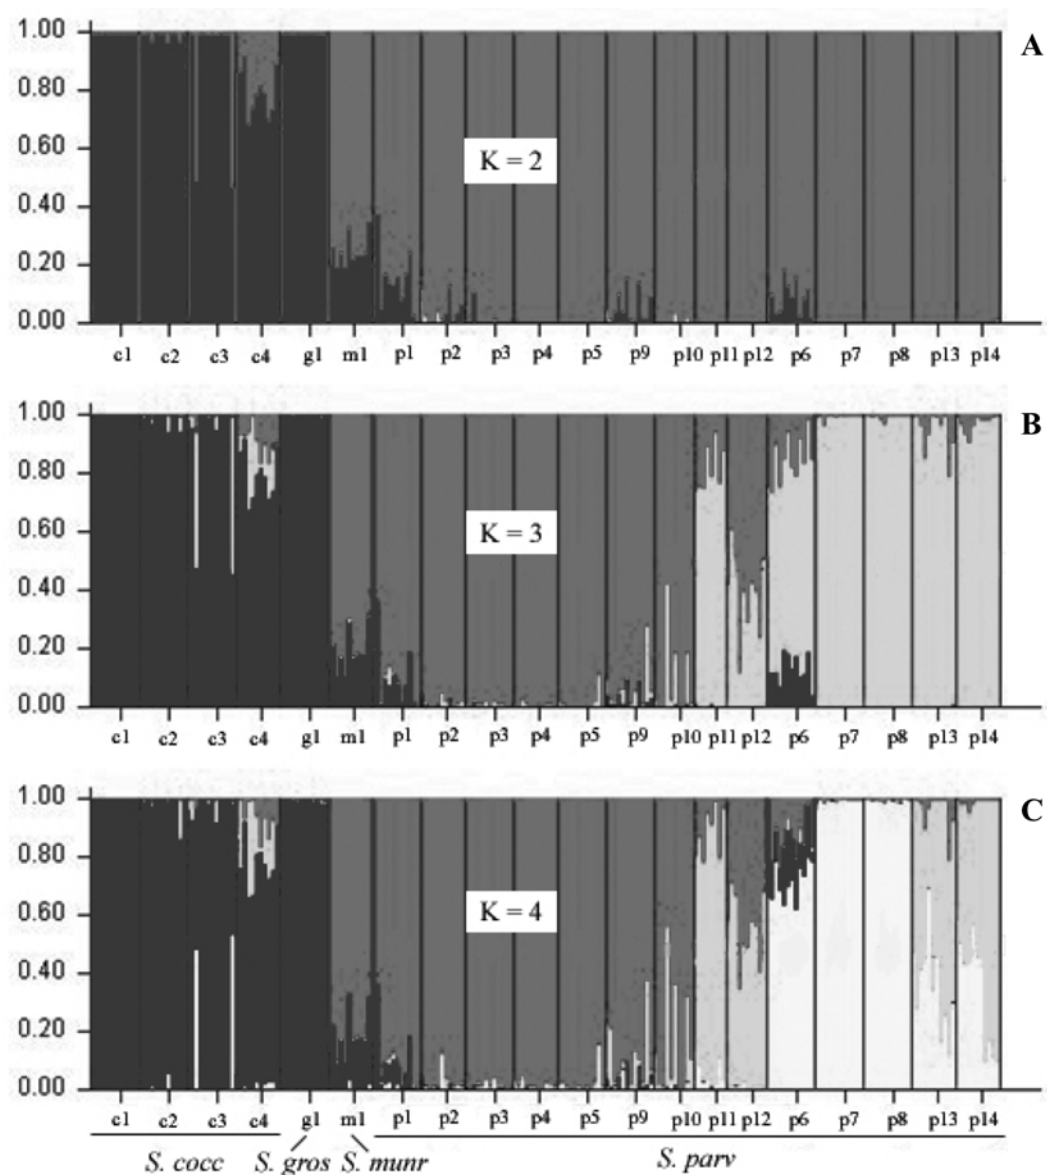 A
1.00
0.80
0.60
K = 2
0.40
0.20
0.00
c1 c2 c3 c4 g1 m1 p1 p2 p3 p4 p5 p9 p10 p11 p12 p6 p7 p8 p13 p14
B
1.00
0.80
0.60
K = 3
0.40
0.20
0.00
c1 c2 c3 c4 g1 m1 p1 p2 p3 p4 p5 p9 p10 p11 p12 p6 p7 p8 p13 p14
C
1.00
0.80
0.60
K = 4
0.40
0.20
0.00
c1 c2 c3 c4 g1 m1 p1 p2 p3 p4 p5 p9 p10 p11 p12 p6 p7 p8 p13 p14
S. cocc S. gros S. munr S. parv